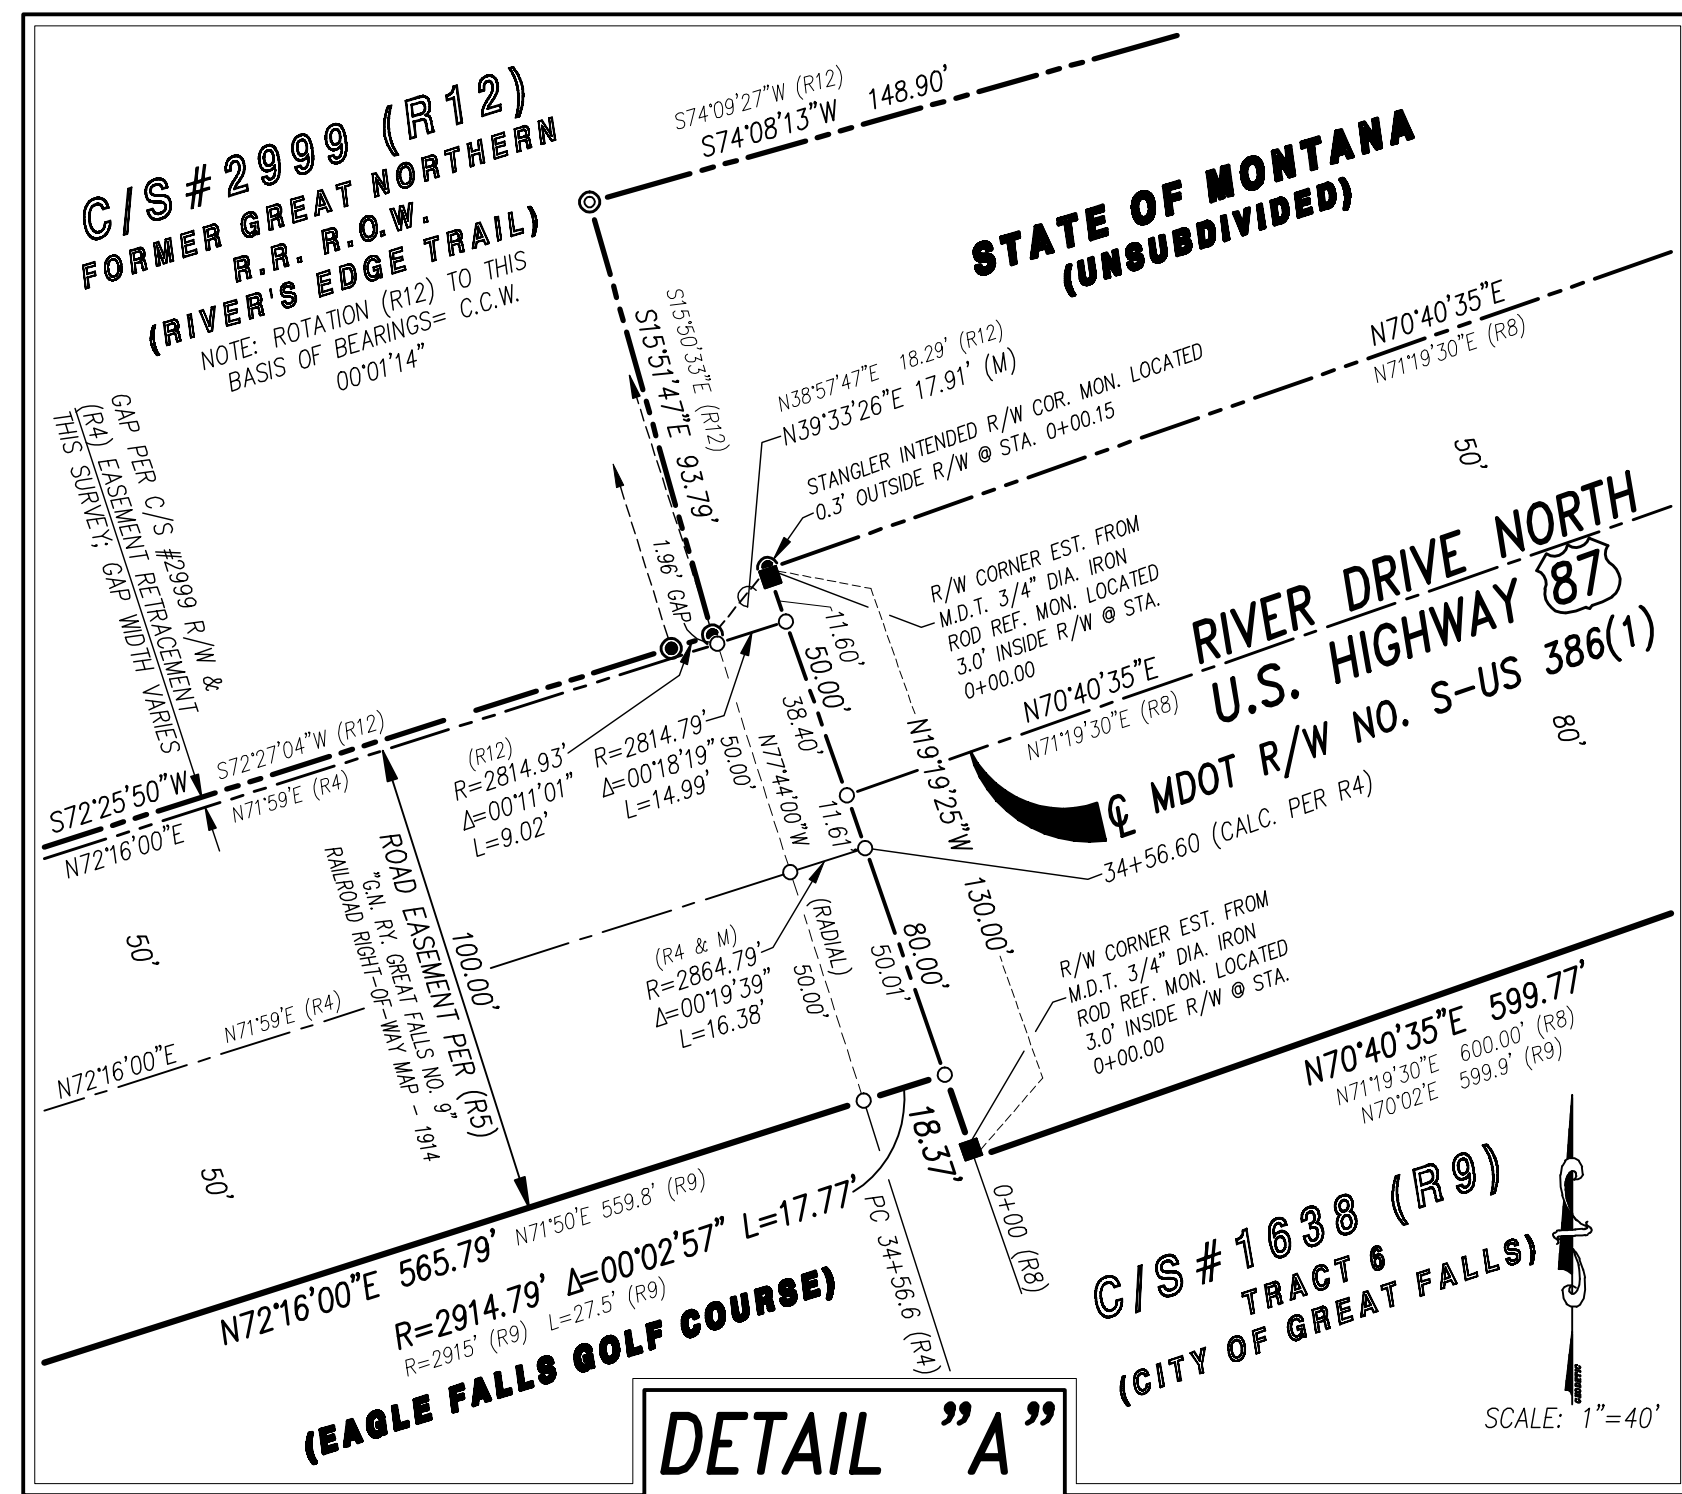 C/S#2999 (R12)
FORMER GREAT NORTHERN
R.R. R.O.W.
(RIVER'S EDGE TRAIL)
NOTE: ROTATION (R12) TO THIS
BASIS OF BEARINGS= C.C.W.
00°01'14"
S74°09'27"W (R12)
S74°08'13"W 148.90'
STATE OF MONTANA
(UNSUBDIVIDED)
S15°50'33"E (R12)
S15°51'47"E 93.79'
N38°57'47"E 18.29' (R12)
N39°33'26"E 17.91' (M)
STANGLER INTENDED R/W COR. MON. LOCATED
0.3' OUTSIDE R/W @ STA. 0+00.15
N70°40'35"E
N71°19'30"E (R8)
50'
GAP PER C/S #2999 R/W &
(R4) EASEMENT RETRACEMENT
THIS SURVEY; GAP WIDTH VARIES
1.96' GAP
R/W CORNER EST. FROM
M.D.T. 3/4" DIA. IRON
ROD REF. MON. LOCATED
3.0' INSIDE R/W @ STA.
0+00.00
RIVER DRIVE NORTH
U.S. HIGHWAY 87
℄ MDOT R/W NO. S-US 386(1)
80'
N70°40'35"E
N71°19'30"E (R8)
11.60'
50.00'
38.40'
N19°19'25"W 130.00'
50.00'
N77°44'00"W
(RADIAL)
50.00'
11.61'
34+56.60 (CALC. PER R4)
S72°27'04"W (R12)
S72°25'50"W
N71°59'E (R4)
N72°16'00"E
(R12)
R=2814.93'
Δ=00°11'01"
L=9.02'
R=2814.79'
Δ=00°18'19"
L=14.99'
50'
ROAD EASEMENT PER (R5)
"G.N. RY. GREAT FALLS NO. 9"
RAILROAD RIGHT-OF-WAY MAP - 1914
100.00'
(R4 & M)
R=2864.79'
Δ=00°19'39"
L=16.38'
80.00'
50.01'
R/W CORNER EST. FROM
M.D.T. 3/4" DIA. IRON
ROD REF. MON. LOCATED
3.0' INSIDE R/W @ STA.
0+00.00
N70°40'35"E 599.77'
N71°19'30"E 600.00' (R8)
N70°02'E 599.9' (R9)
N71°59'E (R4)
N72°16'00"E
50'
18.37'
0+00 (R8)
PC 34+56.6 (R4)
N71°50'E 559.8' (R9)
N72°16'00"E 565.79'
R=2914.79' Δ=00°02'57" L=17.77'
R=2915' (R9) L=27.5' (R9)
(EAGLE FALLS GOLF COURSE)
C/S#1638 (R9)
TRACT 6
(CITY OF GREAT FALLS)
GEODETIC
SCALE: 1"=40'
DETAIL "A"